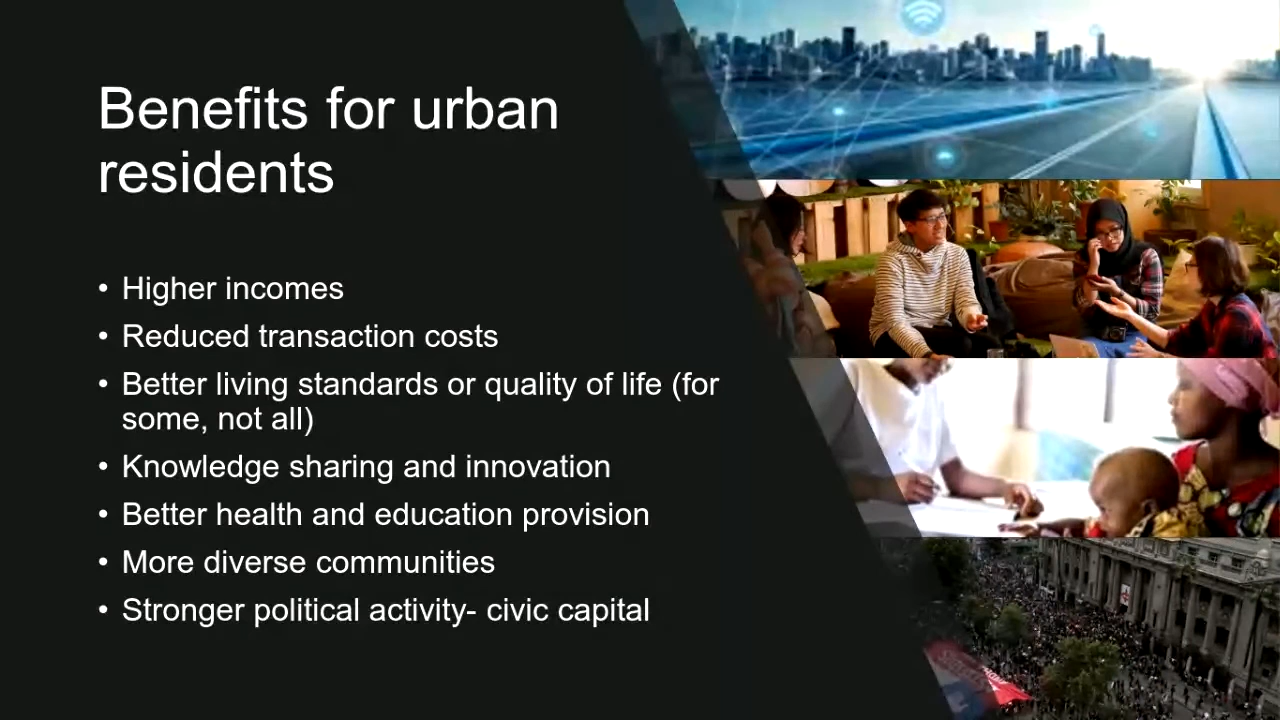 Benefits for urban
residents
• Higher incomes
• Reduced transaction costs
• Better living standards or quality of life (for
some, not all)
• Knowledge sharing and innovation
• Better health and education provision
• More diverse communities
• Stronger political activity- civic capital